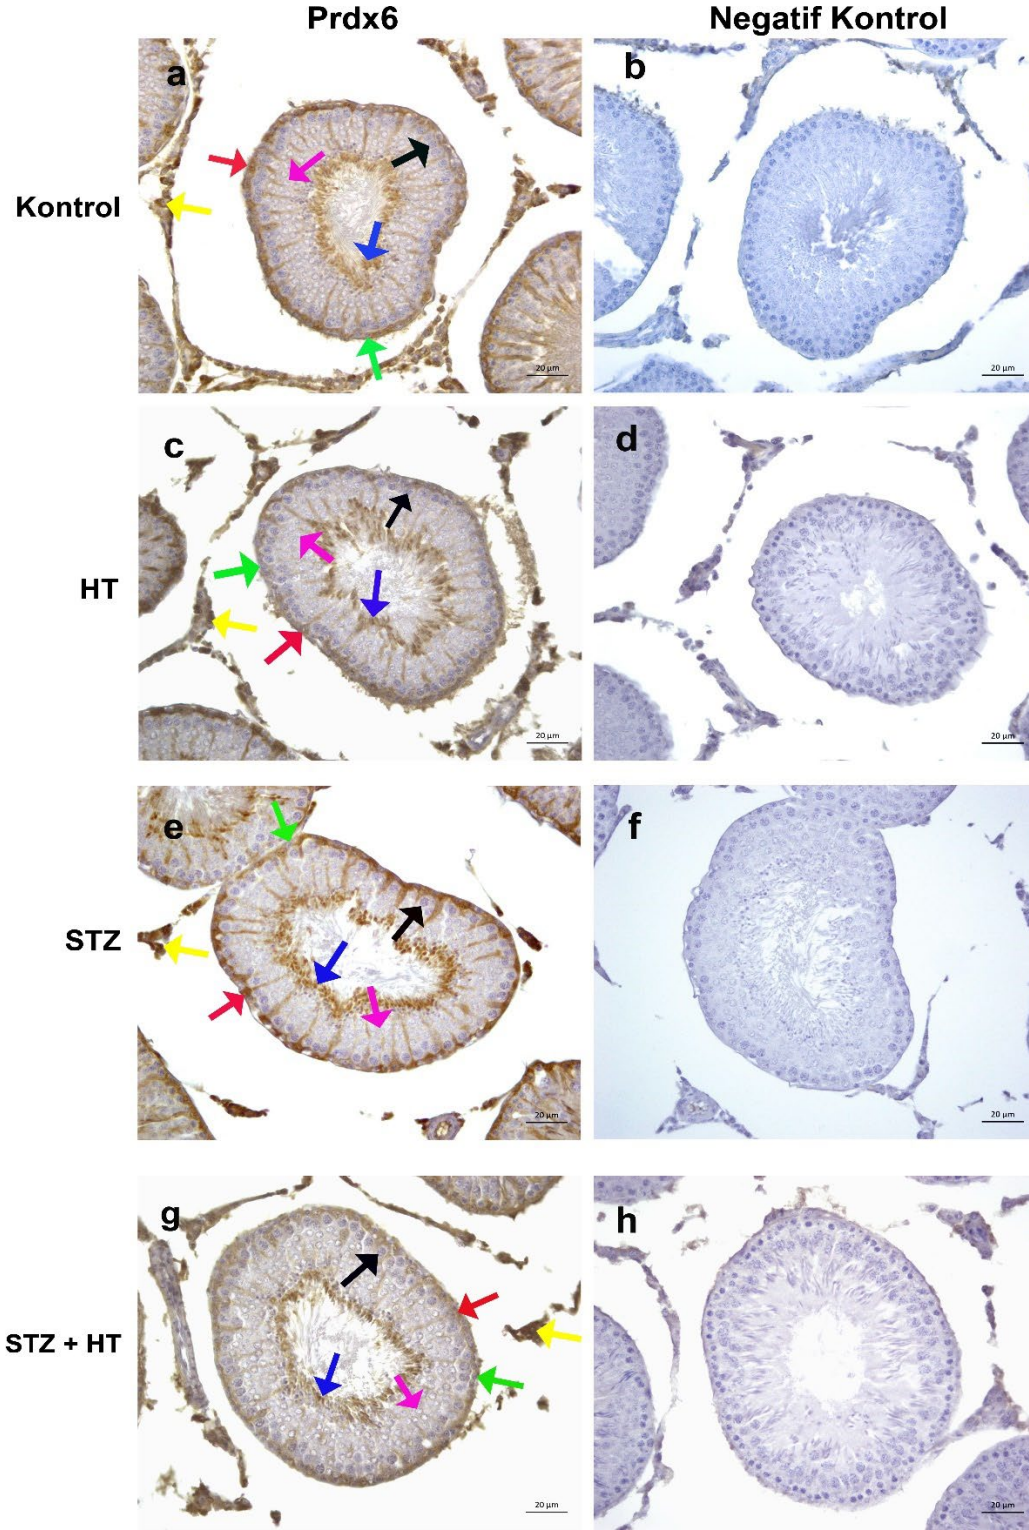 Prdx6 Negatif Kontrol
Kontrol
a
20 µm
b
20 µm
HT
c
20 µm
d
20 µm
STZ
e
20 µm
f
20 µm
STZ + HT
g
20 µm
h
20 µm